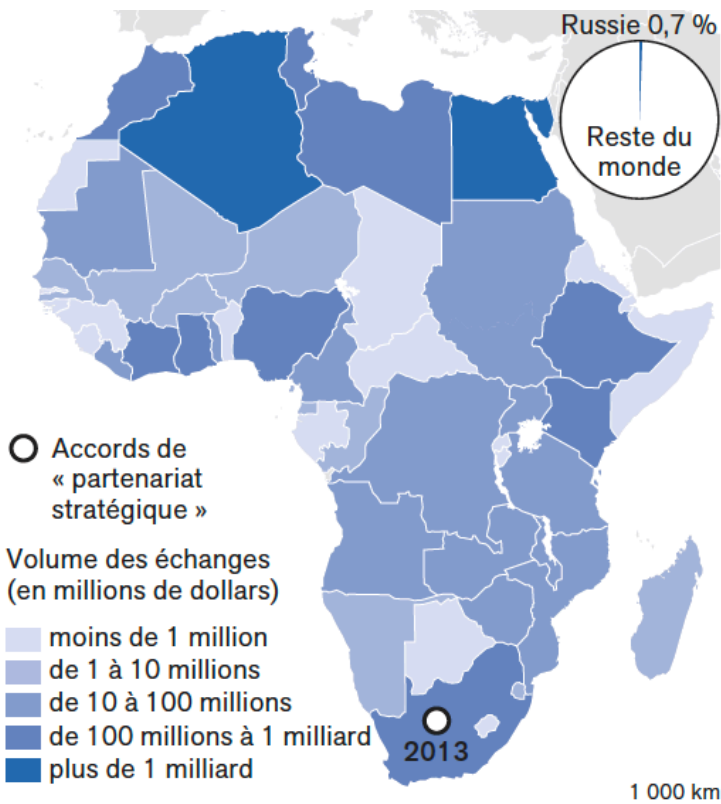 Russie 0,7 %
Reste du
monde
Accords de
« partenariat
stratégique »
Volume des échanges
(en millions de dollars)
moins de 1 million
de 1 à 10 millions
de 10 à 100 millions
de 100 millions à 1 milliard
plus de 1 milliard
2013
1 000 km